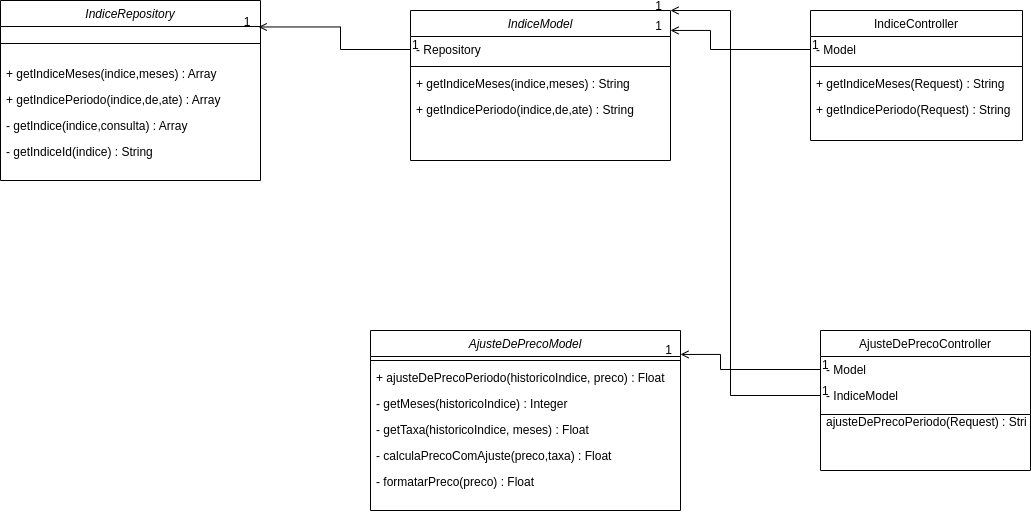 IndiceRepository
1
+ getIndiceMeses(indice,meses) : Array
+ getIndicePeriodo(indice,de,ate) : Array
- getIndice(indice,consulta) : Array
- getIndiceId(indice) : String
1
IndiceModel
1
1
- Repository
+ getIndiceMeses(indice,meses) : String
+ getIndicePeriodo(indice,de,ate) : String
IndiceController
1
- Model
+ getIndiceMeses(Request) : String
+ getIndicePeriodo(Request) : String
AjusteDePrecoModel
1
+ ajusteDePrecoPeriodo(historicoIndice, preco) : Float
- getMeses(historicoIndice) : Integer
- getTaxa(historicoIndice, meses) : Float
- calculaPrecoComAjuste(preco,taxa) : Float
- formatarPreco(preco) : Float
AjusteDePrecoController
1
- Model
1
- IndiceModel
ajusteDePrecoPeriodo(Request) : Stri